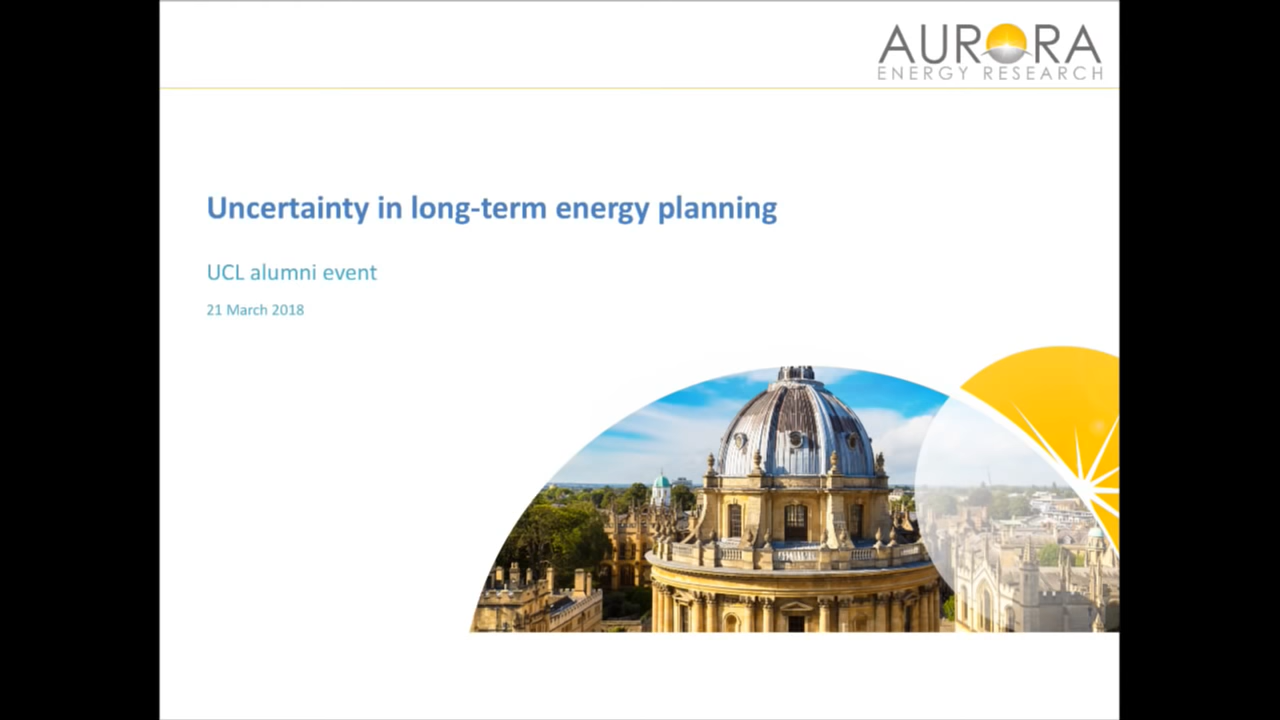 AURORA
ENERGY RESEARCH
Uncertainty in long-term energy planning
UCL alumni event
21 March 2018